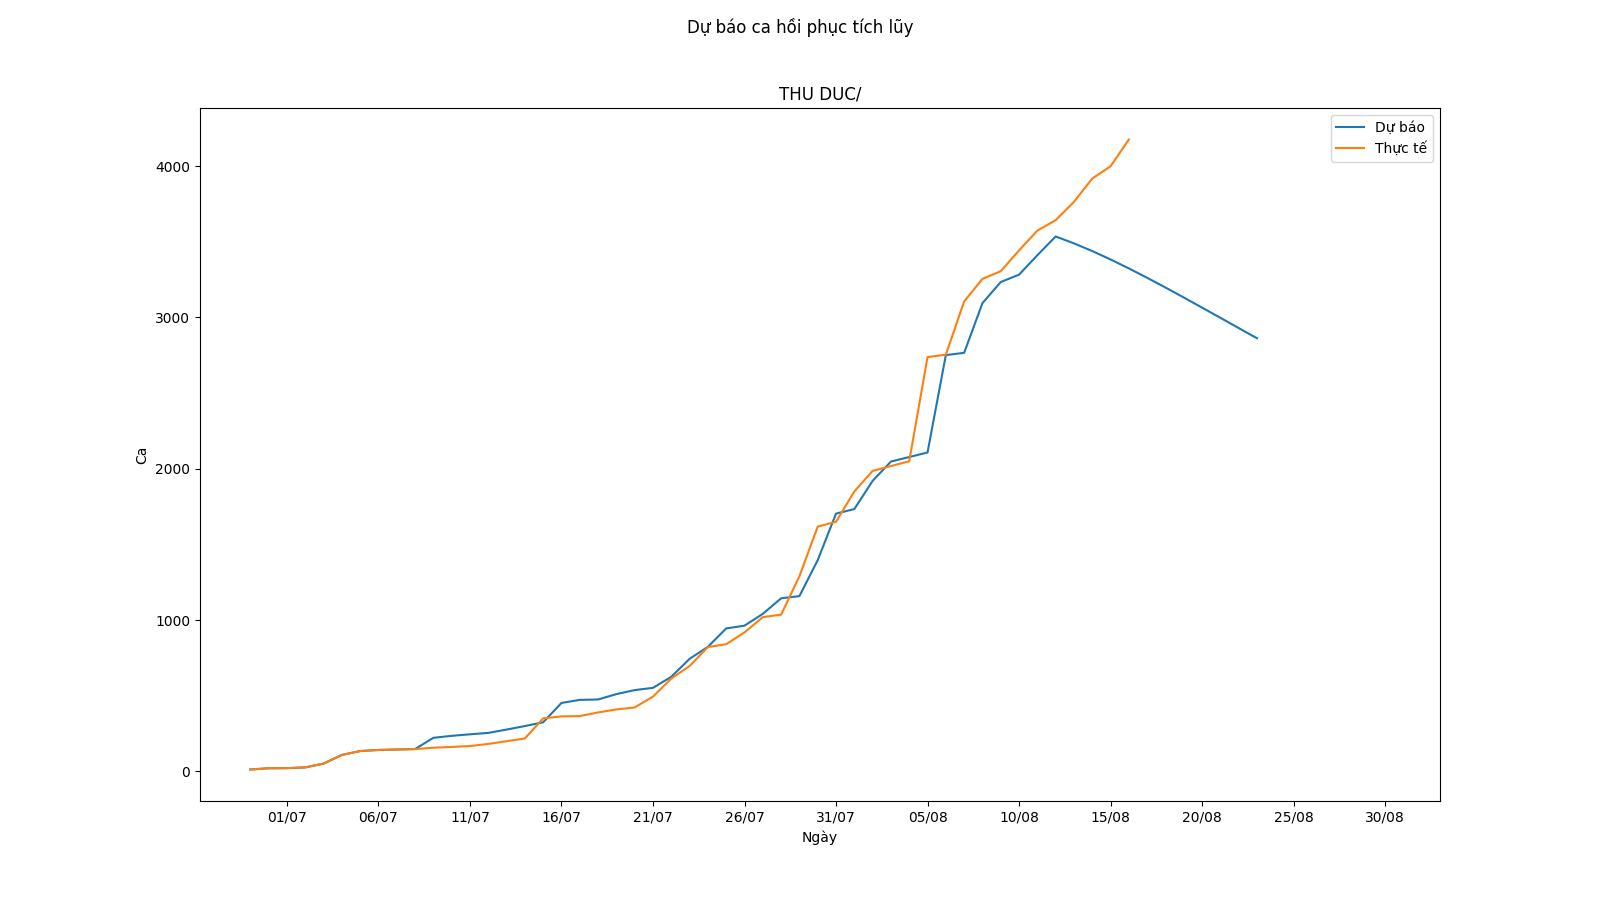 Dự báo ca hồi phục tích lũy
THU DUC/
Dự báo
Thực tế
4000
3000
2000
1000
0
Ca
01/07 06/07 11/07 16/07 21/07 26/07 31/07 05/08 10/08 15/08 20/08 25/08 30/08
Ngày